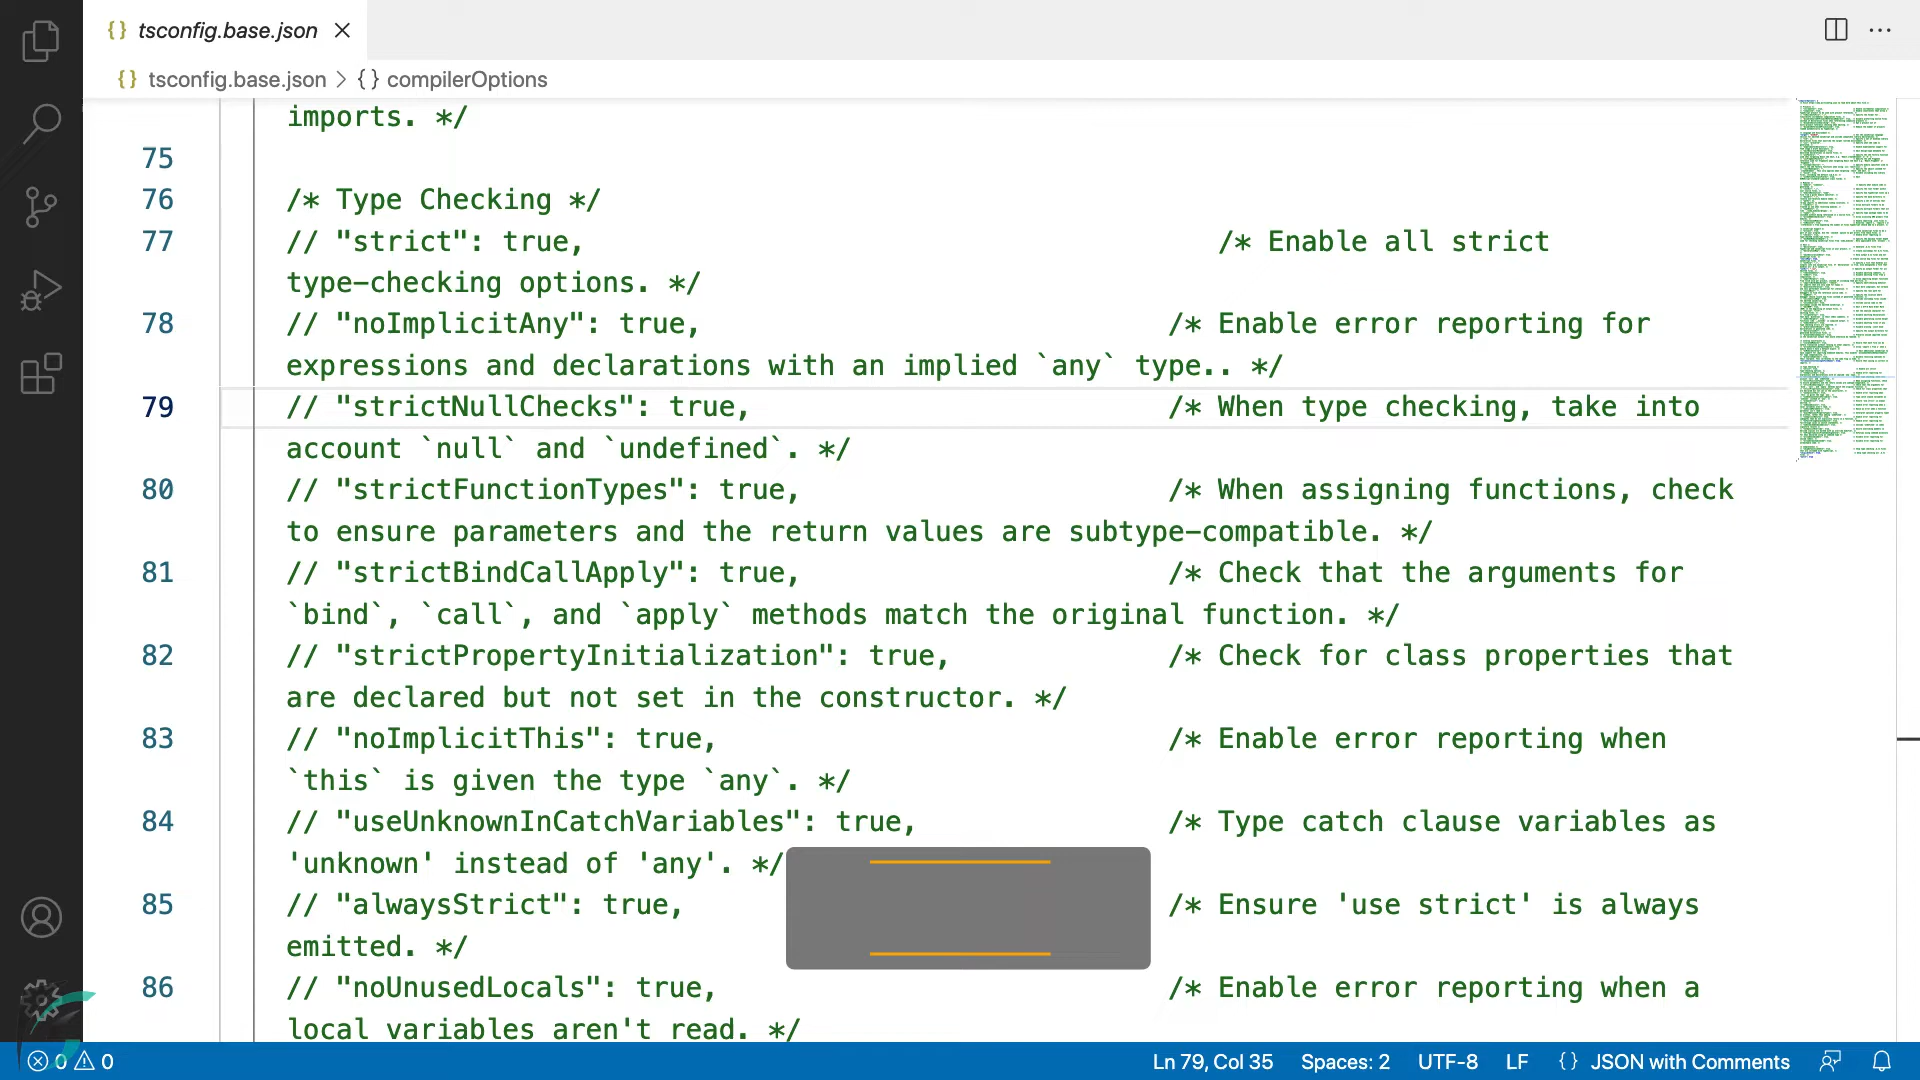 {} tsconfig.base.json
{} tsconfig.base.json > {} compilerOptions
imports. */
75
76 /* Type Checking */
77 // "strict": true, /* Enable all strict
type-checking options. */
78 // "noImplicitAny": true, /* Enable error reporting for
expressions and declarations with an implied `any` type.. */
79 // "strictNullChecks": true, /* When type checking, take into
account `null` and `undefined`. */
80 // "strictFunctionTypes": true, /* When assigning functions, check
to ensure parameters and the return values are subtype-compatible. */
81 // "strictBindCallApply": true, /* Check that the arguments for
`bind`, `call`, and `apply` methods match the original function. */
82 // "strictPropertyInitialization": true, /* Check for class properties that
are declared but not set in the constructor. */
83 // "noImplicitThis": true, /* Enable error reporting when
`this` is given the type `any`. */
84 // "useUnknownInCatchVariables": true, /* Type catch clause variables as
'unknown' instead of 'any'. */
85 // "alwaysStrict": true, /* Ensure 'use strict' is always
emitted. */
86 // "noUnusedLocals": true, /* Enable error reporting when a
local variables aren't read. */
0 0 Ln 79, Col 35 Spaces: 2 UTF-8 LF {} JSON with Comments